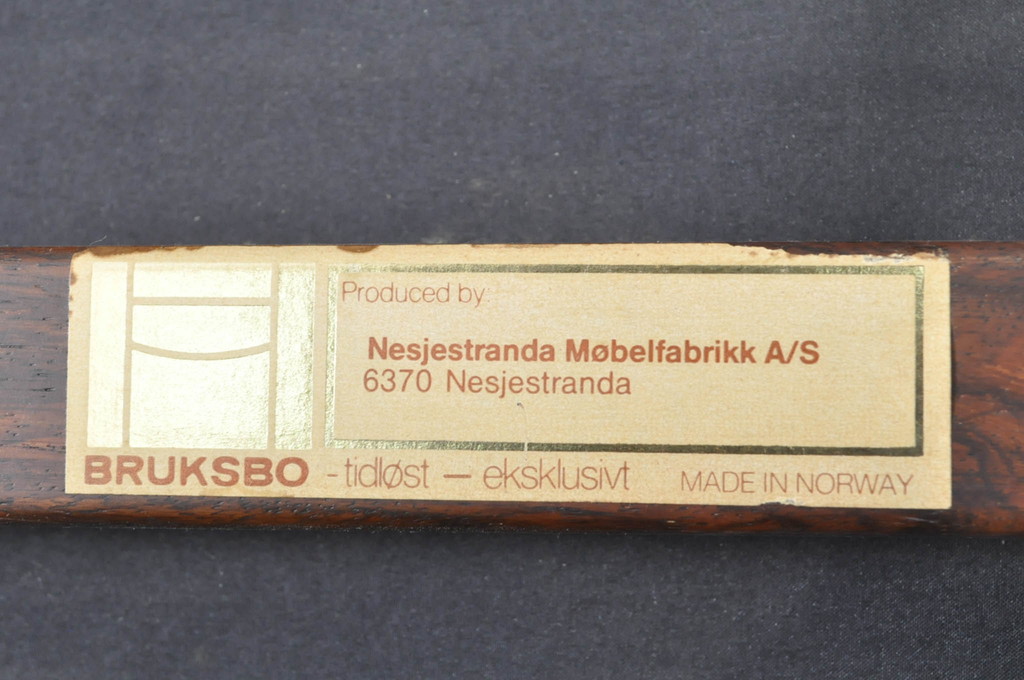 Produced by:
Nesjestranda Møbelfabrikk A/S
6370 Nesjestranda
BRUKSBO - tidløst — eksklusivt MADE IN NORWAY